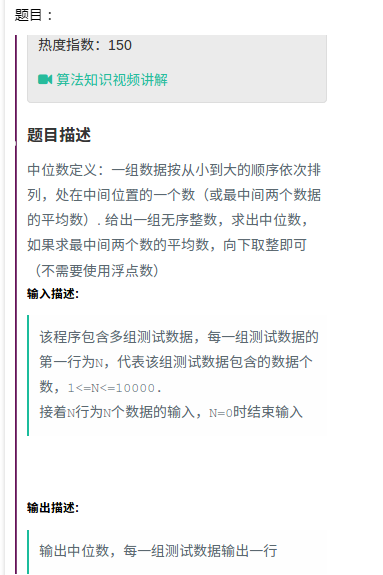 题目：
热度指数：150
算法知识视频讲解
题目描述
中位数定义：一组数据按从小到大的顺序依次排
列，处在中间位置的一个数（或最中间两个数据
的平均数）. 给出一组无序整数，求出中位数，
如果求最中间两个数的平均数，向下取整即可
（不需要使用浮点数）
输入描述:
该程序包含多组测试数据，每一组测试数据的
第一行为N，代表该组测试数据包含的数据个
数，1<=N<=10000.
接着N行为N个数据的输入，N=0时结束输入
输出描述:
输出中位数，每一组测试数据输出一行